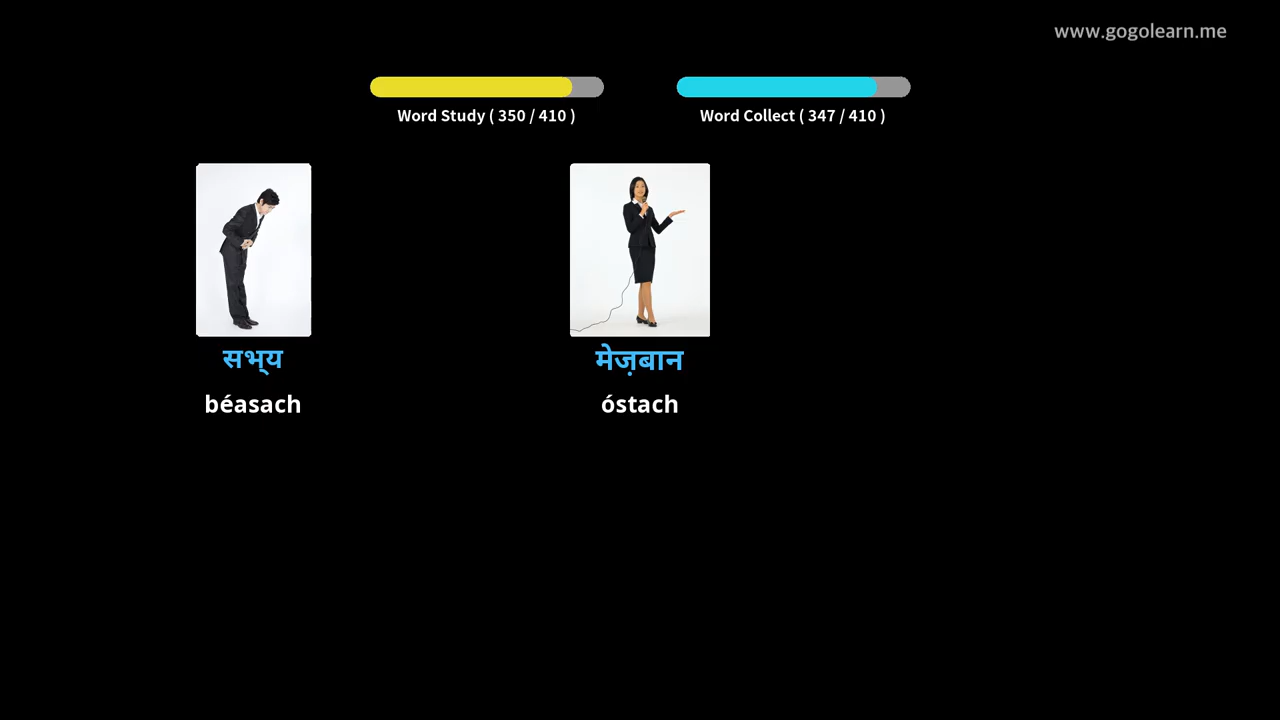 www.gogolearn.me
Word Study ( 350 / 410 )
Word Collect ( 347 / 410 )
सभ्य
मेज़बान
béasach
óstach